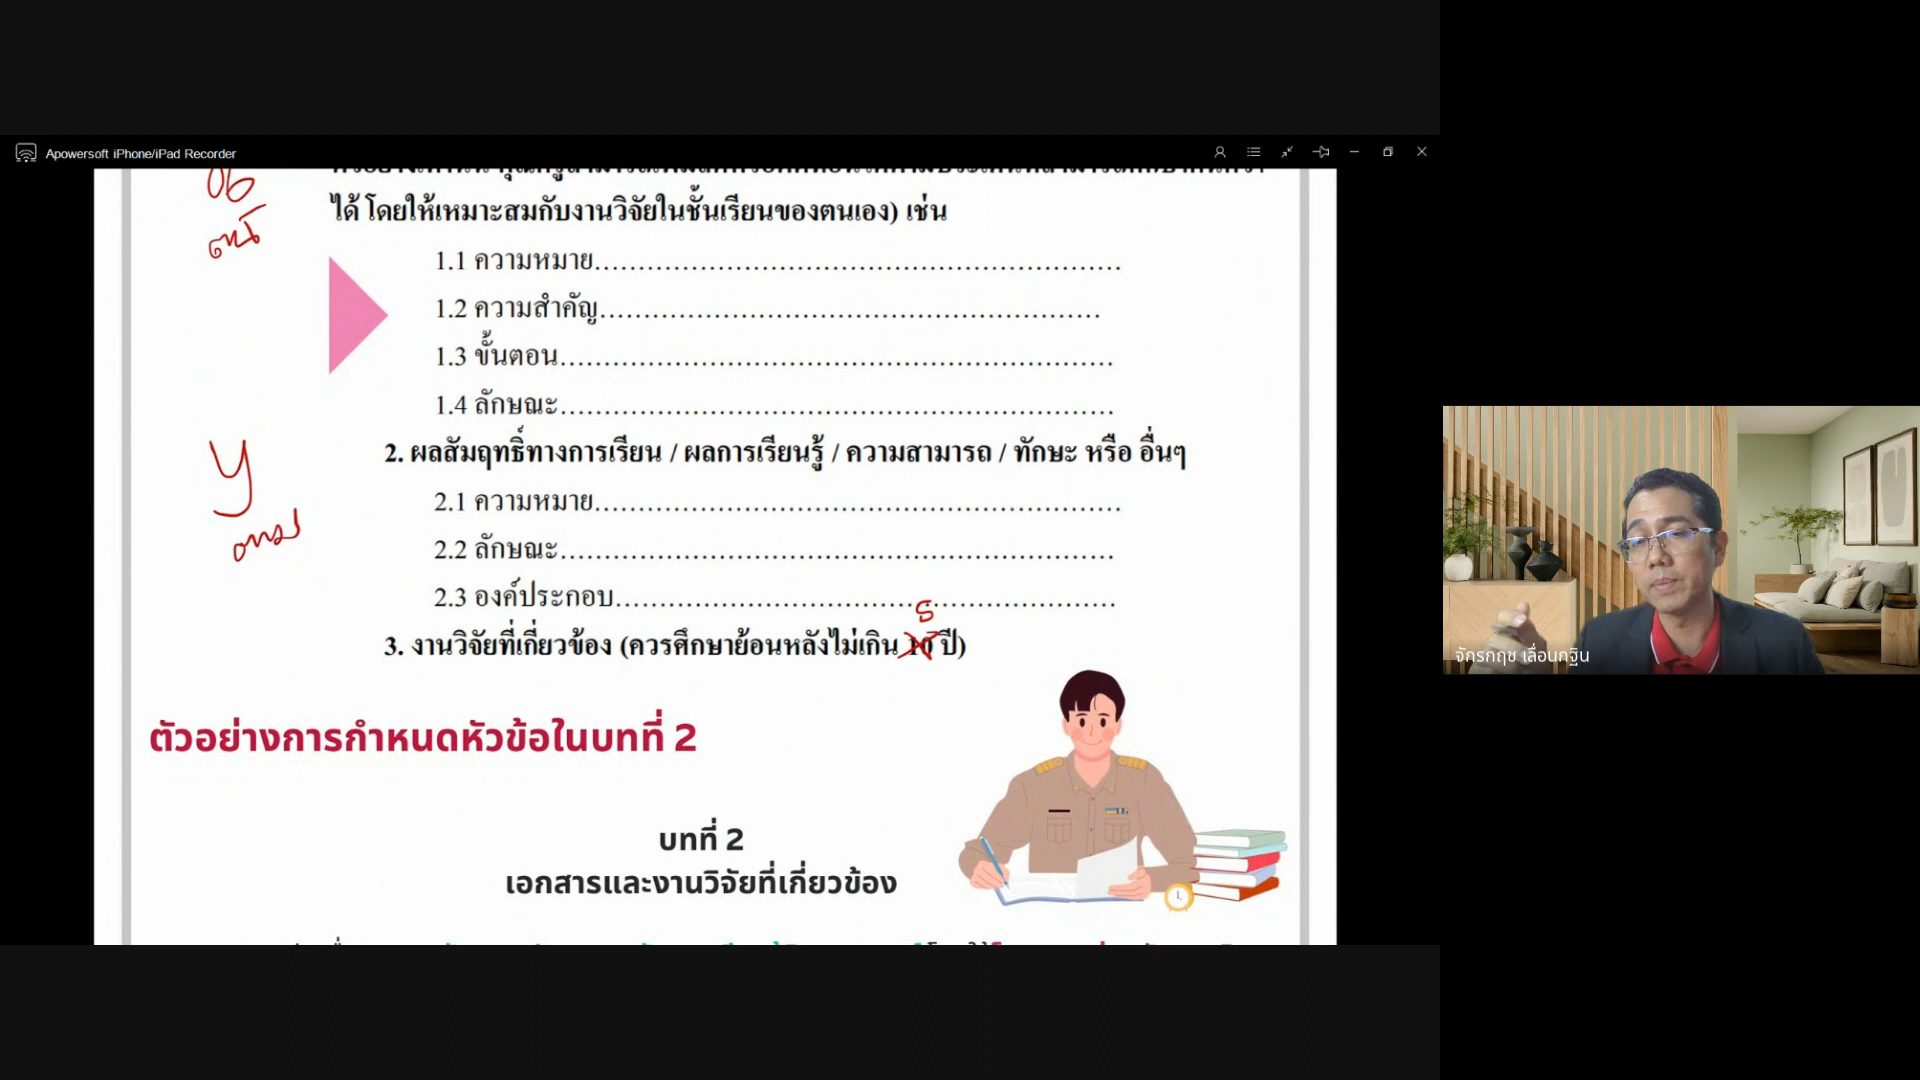 Apowersoft iPhone/iPad Recorder
ได้ โดยให้เหมาะสมกับงานวิจัยในชั้นเรียนของตนเอง) เช่น
1.1 ความหมาย............................................................
1.2 ความสำคัญ.........................................................
1.3 ขั้นตอน...............................................................
1.4 ลักษณะ...............................................................
y
ตาม
2. ผลสัมฤทธิ์ทางการเรียน / ผลการเรียนรู้ / ความสามารถ / ทักษะ หรือ อื่นๆ
2.1 ความหมาย............................................................
2.2 ลักษณะ...............................................................
2.3 องค์ประกอบ.........................................................
5
3. งานวิจัยที่เกี่ยวข้อง (ควรศึกษาย้อนหลังไม่เกิน 10 ปี)
ตัวอย่างการกำหนดหัวข้อในบทที่ 2
บทที่ 2
เอกสารและงานวิจัยที่เกี่ยวข้อง
จักรกฤช เลื่อนกฐิน